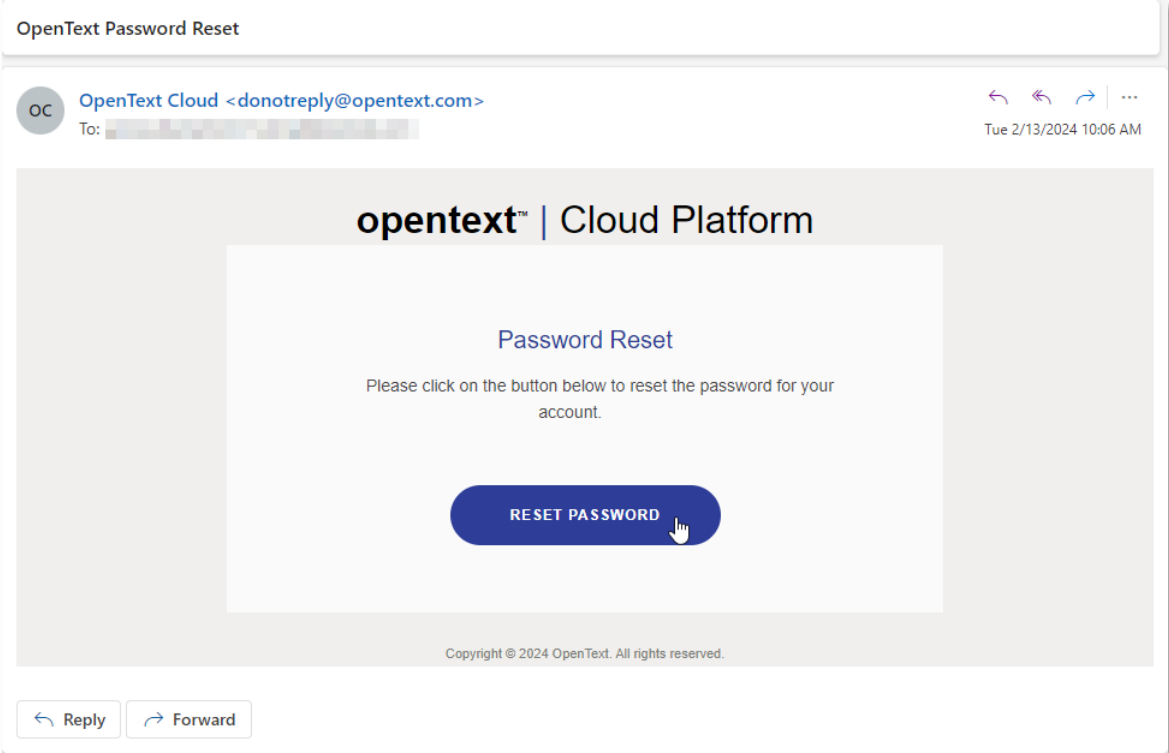 OpenText Password Reset
OC
OpenText Cloud <donotreply@opentext.com>
To:
Tue 2/13/2024 10:06 AM
opentext™ | Cloud Platform
Password Reset
Please click on the button below to reset the password for your
account.
RESET PASSWORD
Copyright © 2024 OpenText. All rights reserved.
Reply
Forward